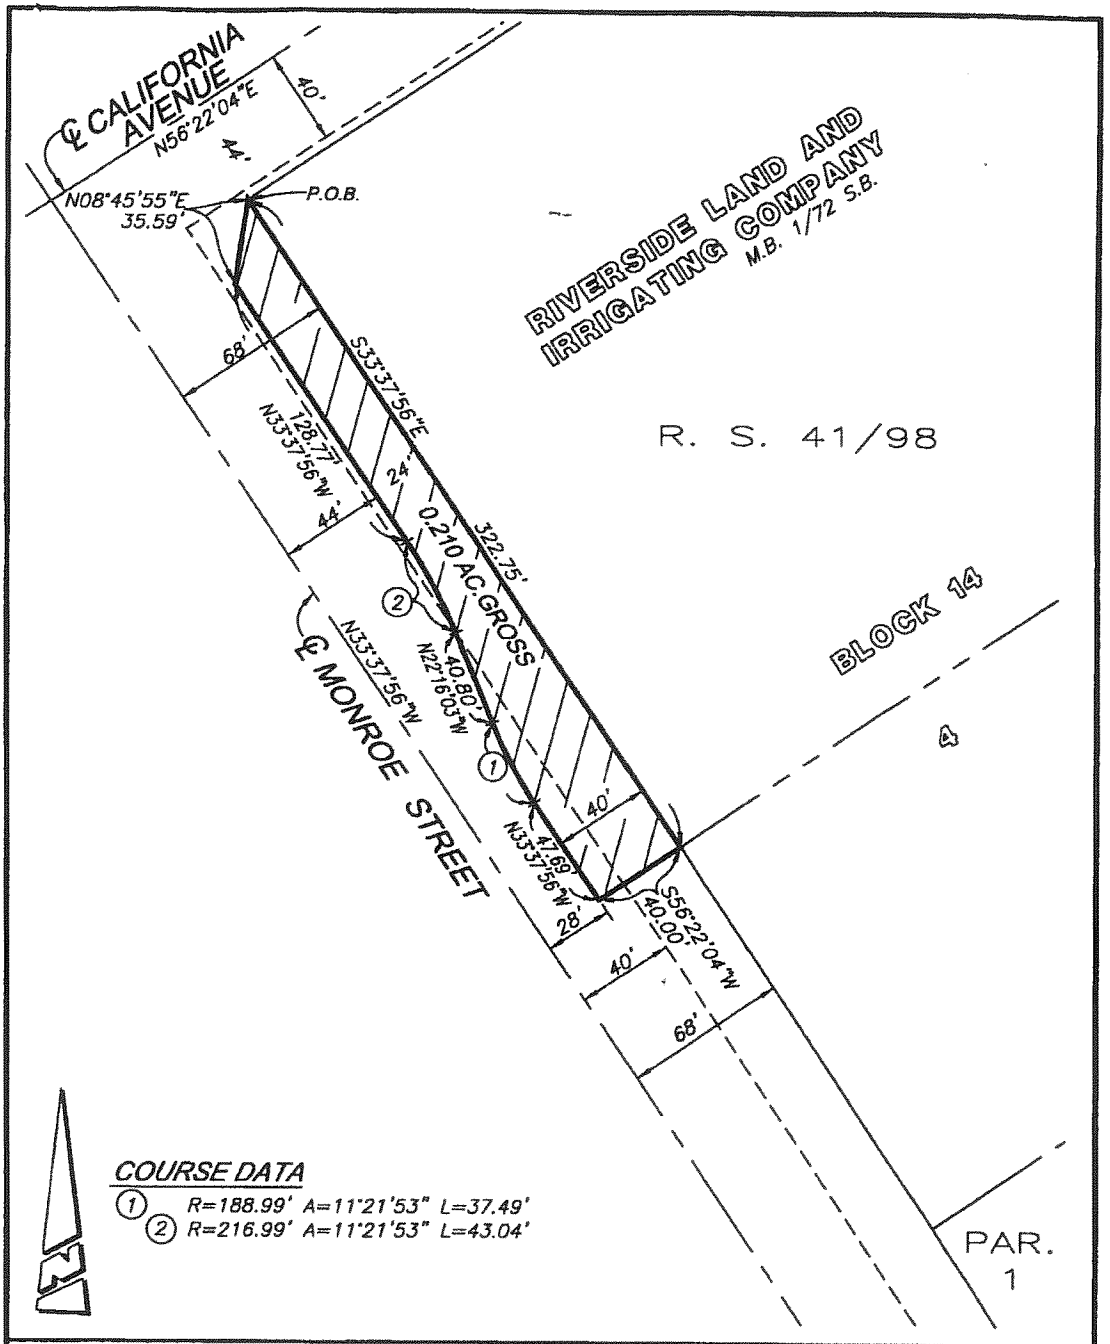 ℄ CALIFORNIA
AVENUE
N56°22'04"E
40'
44'
N08°45'55"E
35.59'
P.O.B.
RIVERSIDE LAND AND
IRRIGATING COMPANY
M.B. 1/72 S.B.
68'
S33°37'56"E
R. S. 41/98
128.77'
N33°37'56"W
24'
44'
322.75'
0.210 AC.GROSS
2
BLOCK 14
℄ MONROE STREET
N33°37'56"W
40.80'
N22°16'03"W
4
1
40'
47.69'
N33°37'56"W
28'
S56°22'04"W
40.00'
40'
68'
COURSE DATA
1 R=188.99' A=11°21'53" L=37.49'
2 R=216.99' A=11°21'53" L=43.04'
N
PAR.
1